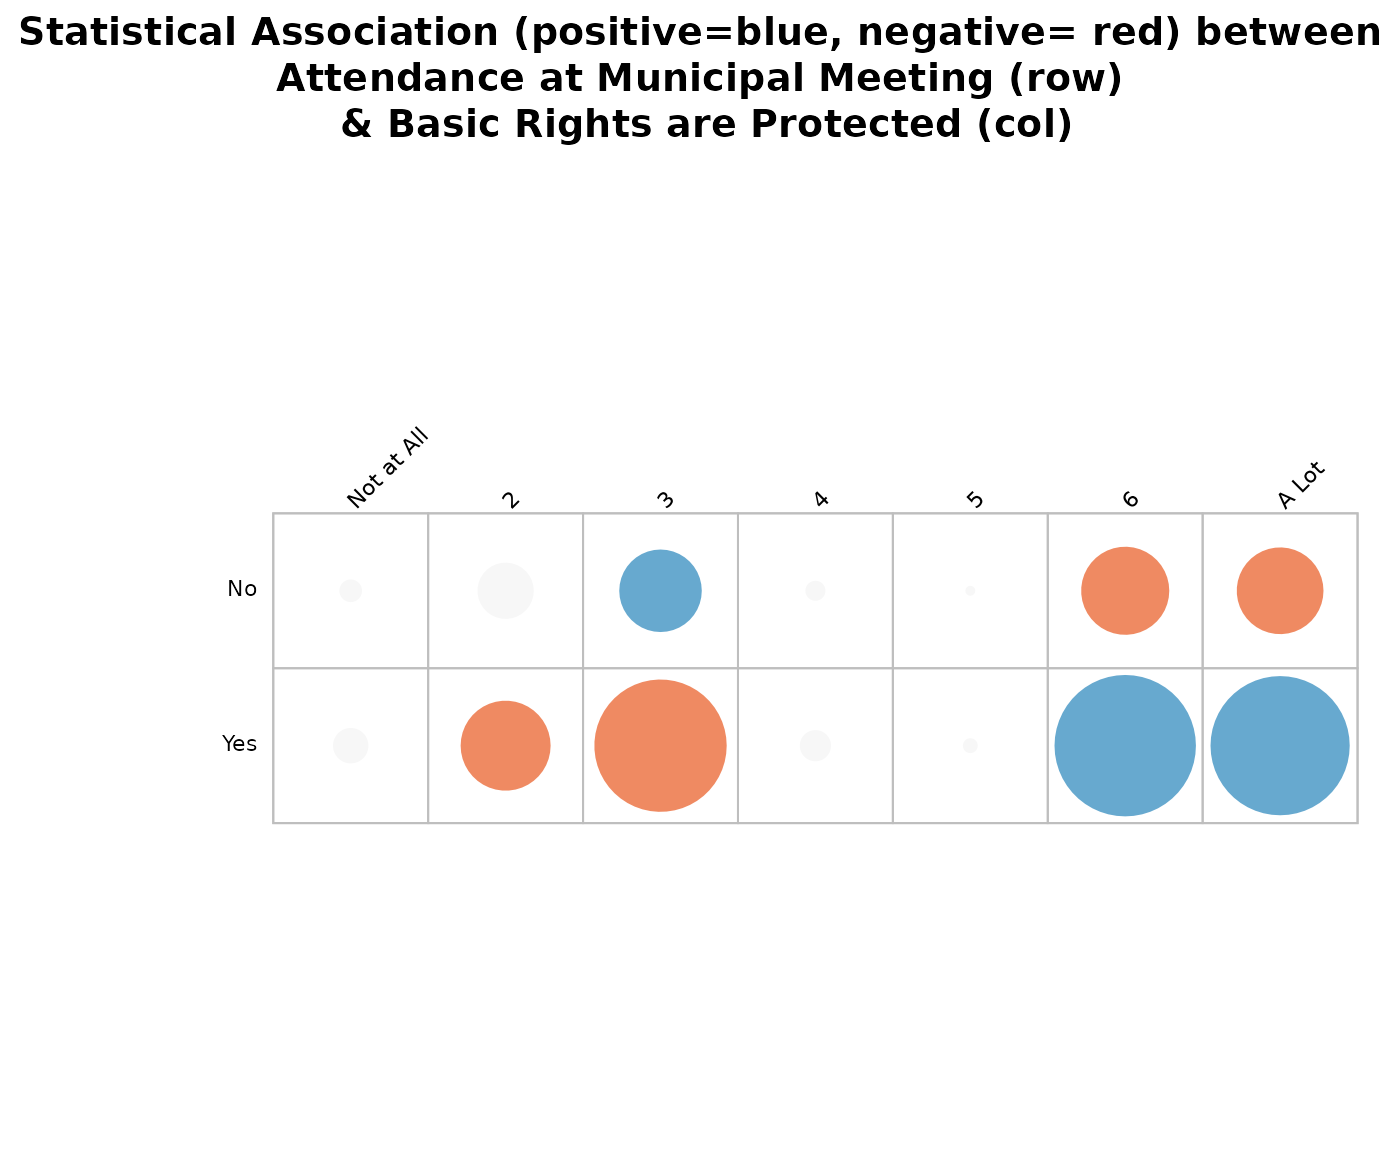 Statistical Association (positive=blue, negative= red) between
Attendance at Municipal Meeting (row)
& Basic Rights are Protected (col)
Not at All
2
3
4
5
6
A Lot
No
Yes